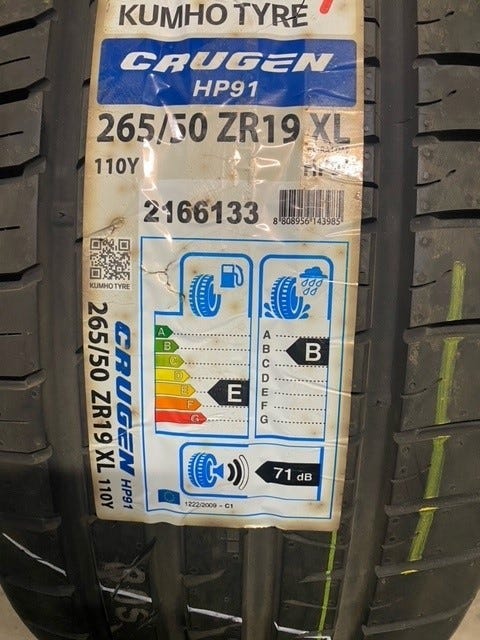 KUMHO TYRE
CRUGEN
HP91
265/50 ZR19 XL
110Y
2166133
8 808956 143985
KUMHO TYRE
A
B
C
D
E
F
G
E
A
B
C
D
E
F
G
B
71 dB
1222/2009 - C1
CRUGEN HP91
265/50 ZR19 XL 110Y